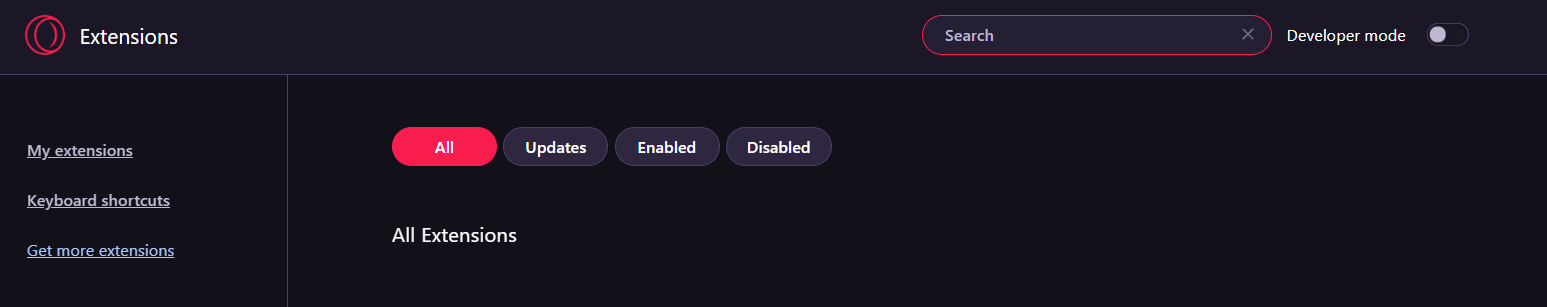 Extensions
Search
Developer mode
My extensions
Keyboard shortcuts
Get more extensions
All
Updates
Enabled
Disabled
All Extensions